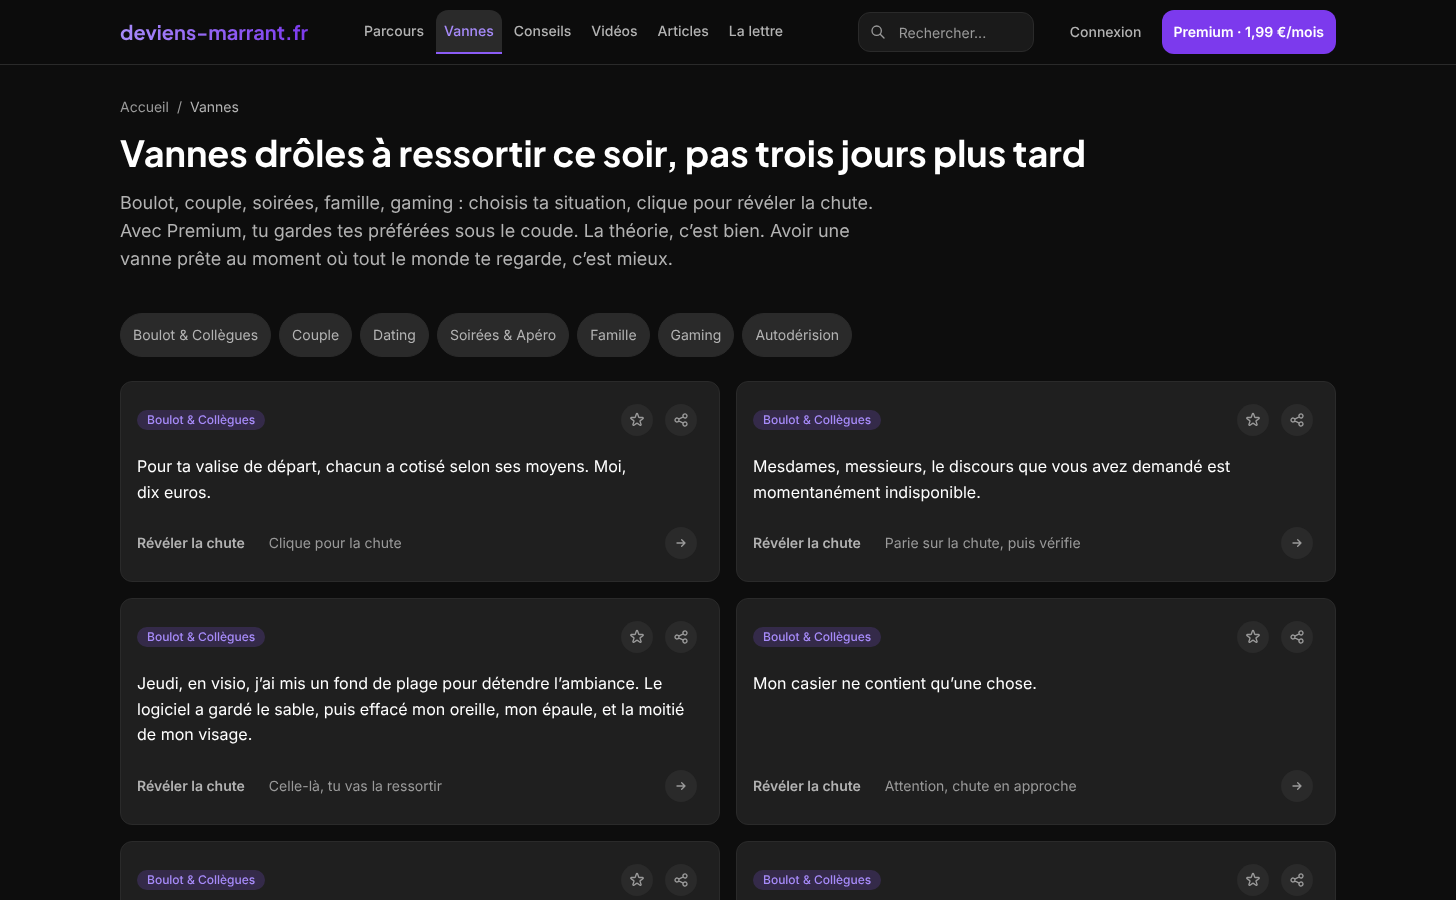 deviens-marrant.fr
Parcours
Vannes
Conseils
Vidéos
Articles
La lettre
Rechercher...
Connexion
Premium · 1,99 €/mois
Accueil / Vannes
Vannes drôles à ressortir ce soir, pas trois jours plus tard
Boulot, couple, soirées, famille, gaming : choisis ta situation, clique pour révéler la chute.
Avec Premium, tu gardes tes préférées sous le coude. La théorie, c’est bien. Avoir une
vanne prête au moment où tout le monde te regarde, c’est mieux.
Boulot & Collègues
Couple
Dating
Soirées & Apéro
Famille
Gaming
Autodérision
Boulot & Collègues
Pour ta valise de départ, chacun a cotisé selon ses moyens. Moi,
dix euros.
Révéler la chute
Clique pour la chute
Boulot & Collègues
Mesdames, messieurs, le discours que vous avez demandé est
momentanément indisponible.
Révéler la chute
Parie sur la chute, puis vérifie
Boulot & Collègues
Jeudi, en visio, j’ai mis un fond de plage pour détendre l’ambiance. Le
logiciel a gardé le sable, puis effacé mon oreille, mon épaule, et la moitié
de mon visage.
Révéler la chute
Celle-là, tu vas la ressortir
Boulot & Collègues
Mon casier ne contient qu’une chose.
Révéler la chute
Attention, chute en approche
Boulot & Collègues
Boulot & Collègues